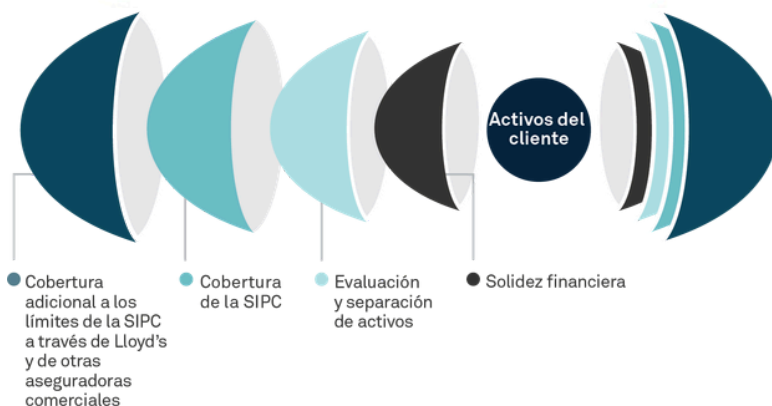 Activos del
cliente
Cobertura
adicional a los
límites de la SIPC
a través de Lloyd's
y de otras
aseguradoras
comerciales
Cobertura
de la SIPC
Evaluación
y separación
de activos
Solidez financiera